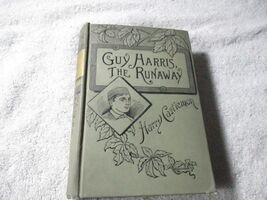 GUY HARRIS,
THE RUNAWAY
Harry Castlemon